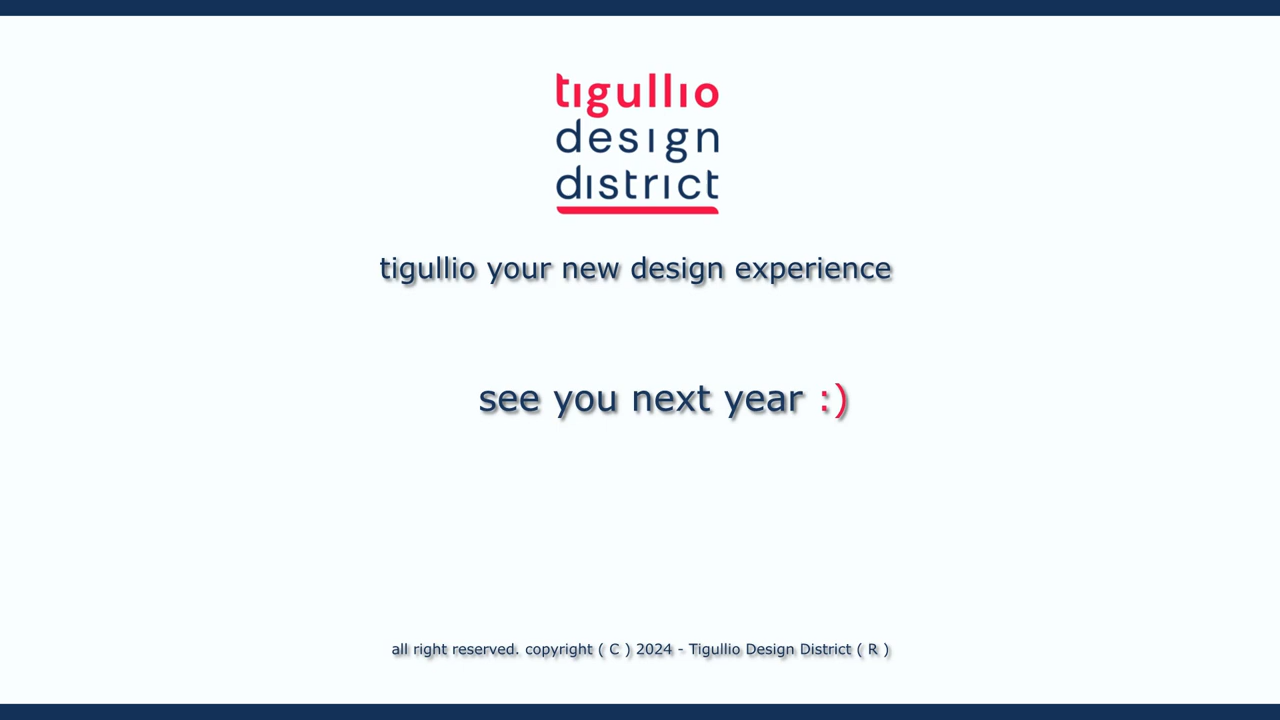 tigullio
design
district
tigullio your new design experience
see you next year :)
all right reserved. copyright ( C ) 2024 - Tigullio Design District ( R )